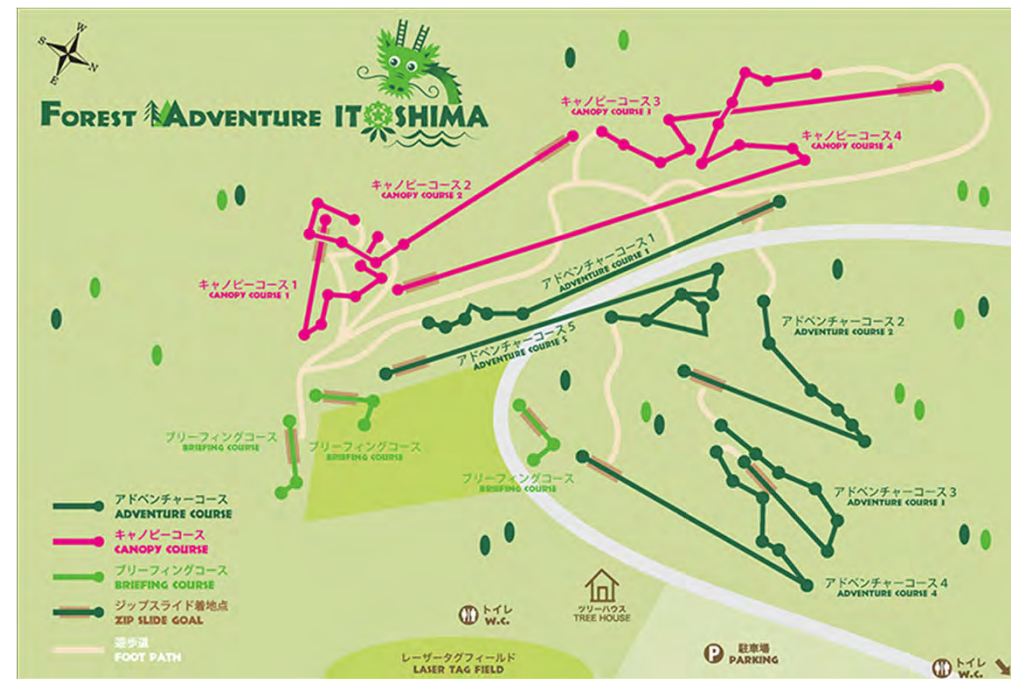 W
S
N
E
FOREST ADVENTURE ITOSHIMA
キャノピーコース3
CANOPY COURSE 3
キャノピーコース4
CANOPY COURSE 4
キャノピーコース2
CANOPY COURSE 2
キャノピーコース1
CANOPY COURSE 1
アドベンチャーコース1
ADVENTURE COURSE 1
アドベンチャーコース5
ADVENTURE COURSE 5
アドベンチャーコース2
ADVENTURE COURSE 2
ブリーフィングコース
BRIEFING COURSE
ブリーフィングコース
BRIEFING COURSE
ブリーフィングコース
BRIEFING COURSE
アドベンチャーコース3
ADVENTURE COURSE 3
アドベンチャーコース4
ADVENTURE COURSE 4
アドベンチャーコース
ADVENTURE COURSE
キャノピーコース
CANOPY COURSE
ブリーフィングコース
BRIEFING COURSE
ジップスライド着地点
ZIP SLIDE GOAL
遊歩道
FOOT PATH
トイレ
W.C.
ツリーハウス
TREE HOUSE
レーザータグフィールド
LASER TAG FIELD
P
駐車場
PARKING
トイレ
W.C.